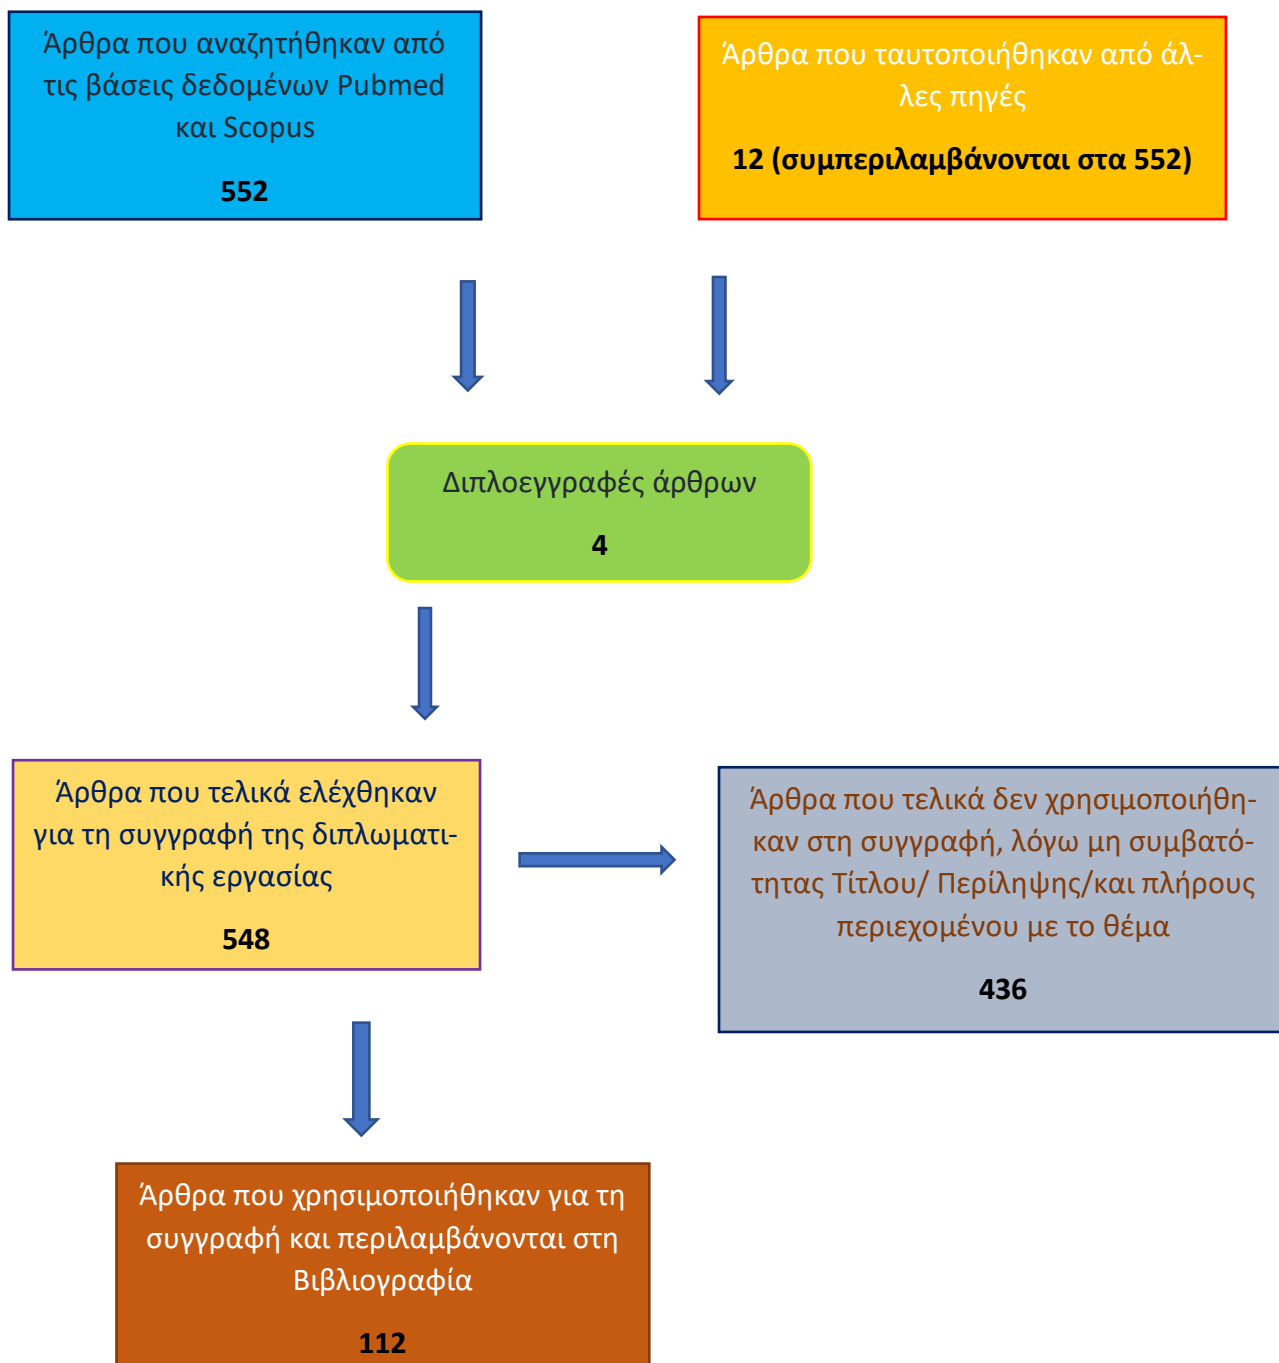 Άρθρα που αναζητήθηκαν από
τις βάσεις δεδομένων Pubmed
και Scopus
552
Άρθρα που ταυτοποιήθηκαν από άλ-
λες πηγές
12 (συμπεριλαμβάνονται στα 552)
Διπλοεγγραφές άρθρων
4
Άρθρα που τελικά ελέχθηκαν
για τη συγγραφή της διπλωματι-
κής εργασίας
548
Άρθρα που τελικά δεν χρησιμοποιήθη-
καν στη συγγραφή, λόγω μη συμβατό-
τητας Τίτλου/ Περίληψης/και πλήρους
περιεχομένου με το θέμα
436
Άρθρα που χρησιμοποιήθηκαν για τη
συγγραφή και περιλαμβάνονται στη
Βιβλιογραφία
112